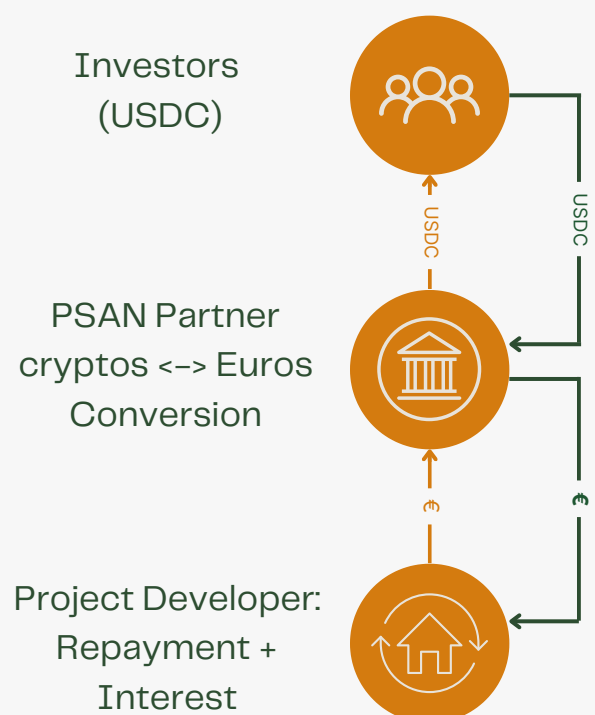 Investors
(USDC)
USDC
USDC
PSAN Partner
cryptos <-> Euros
Conversion
€
€
Project Developer:
Repayment +
Interest